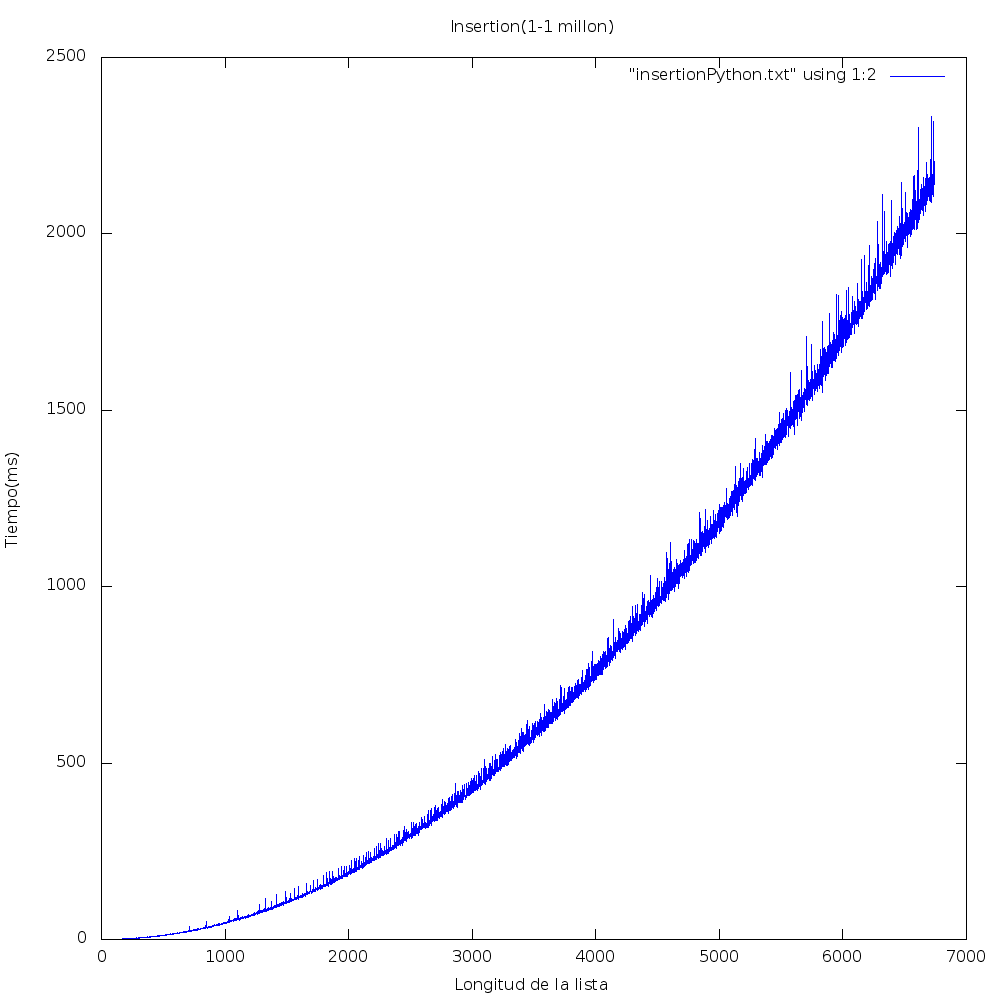 Insertion(1-1 millon)
"insertionPython.txt" using 1:2
2500
2000
1500
1000
500
0
Tiempo(ms)
0 1000 2000 3000 4000 5000 6000 7000
Longitud de la lista